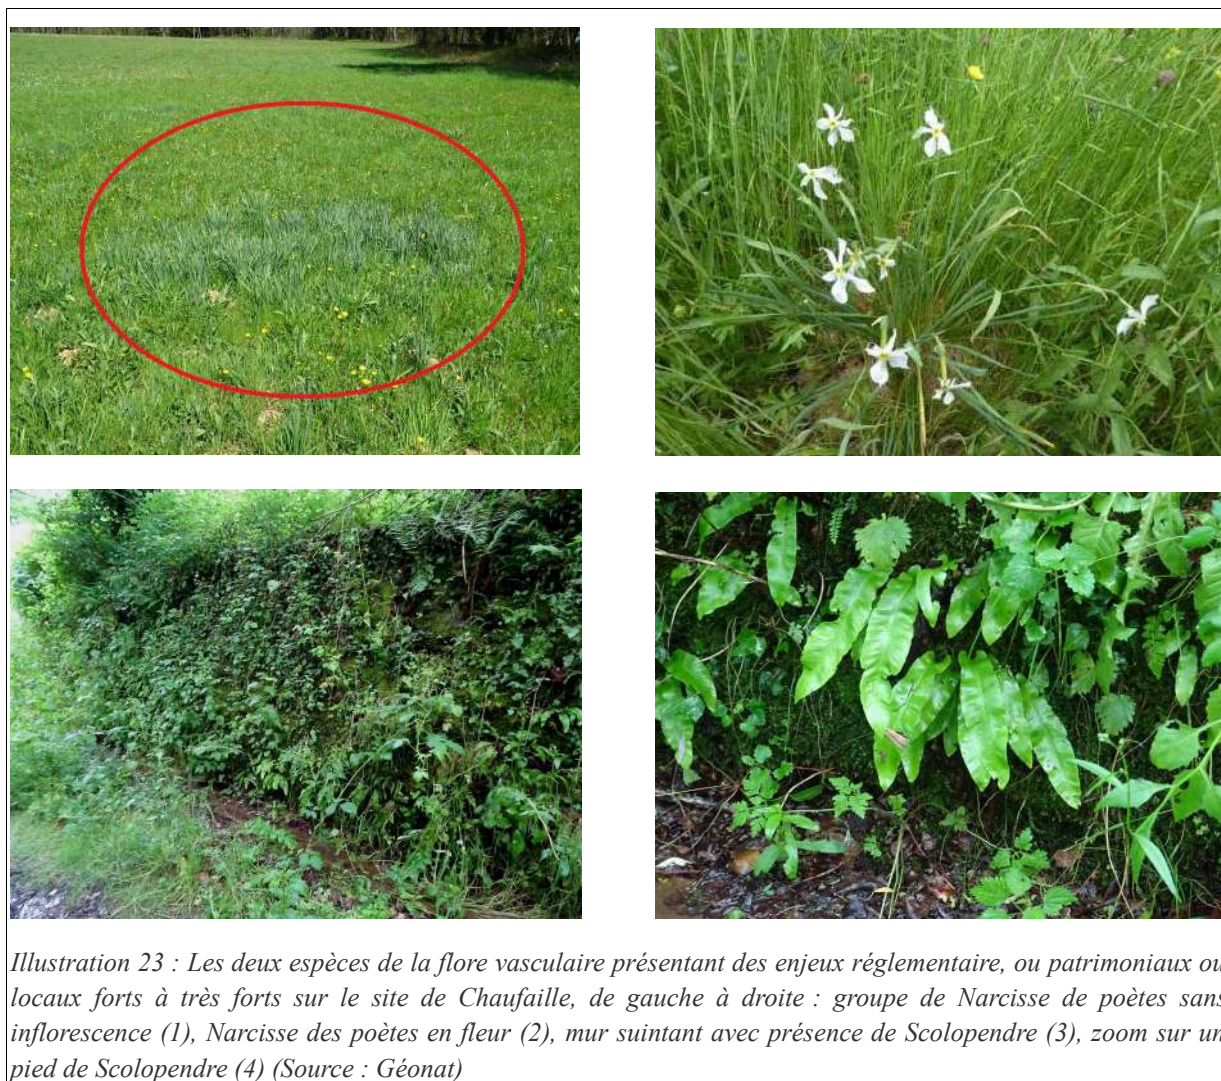 Illustration 23 : Les deux espèces de la flore vasculaire présentant des enjeux réglementaire, ou patrimoniaux ou
locaux forts à très forts sur le site de Chaufaille, de gauche à droite : groupe de Narcisse de poètes sans
inflorescence (1), Narcisse des poètes en fleur (2), mur suintant avec présence de Scolopendre (3), zoom sur un
pied de Scolopendre (4) (Source : Géonat)